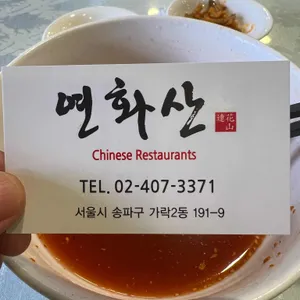 연화산 蓮花山
Chinese Restaurants
TEL. 02-407-3371
서울시 송파구 가락2동 191-9